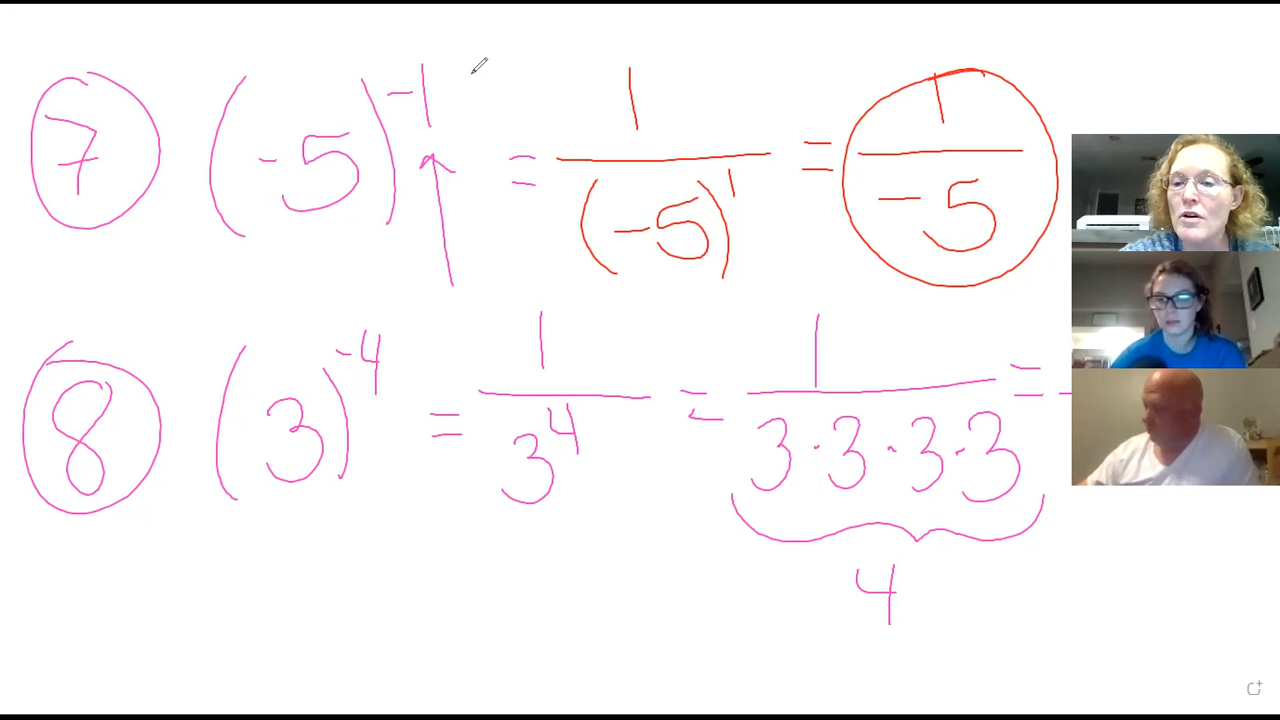 7 (-5)^-1 = 1/(-5)^1 = 1/-5
8 (3)^-4 = 1/3^4 = 1/3·3·3·3 =
4